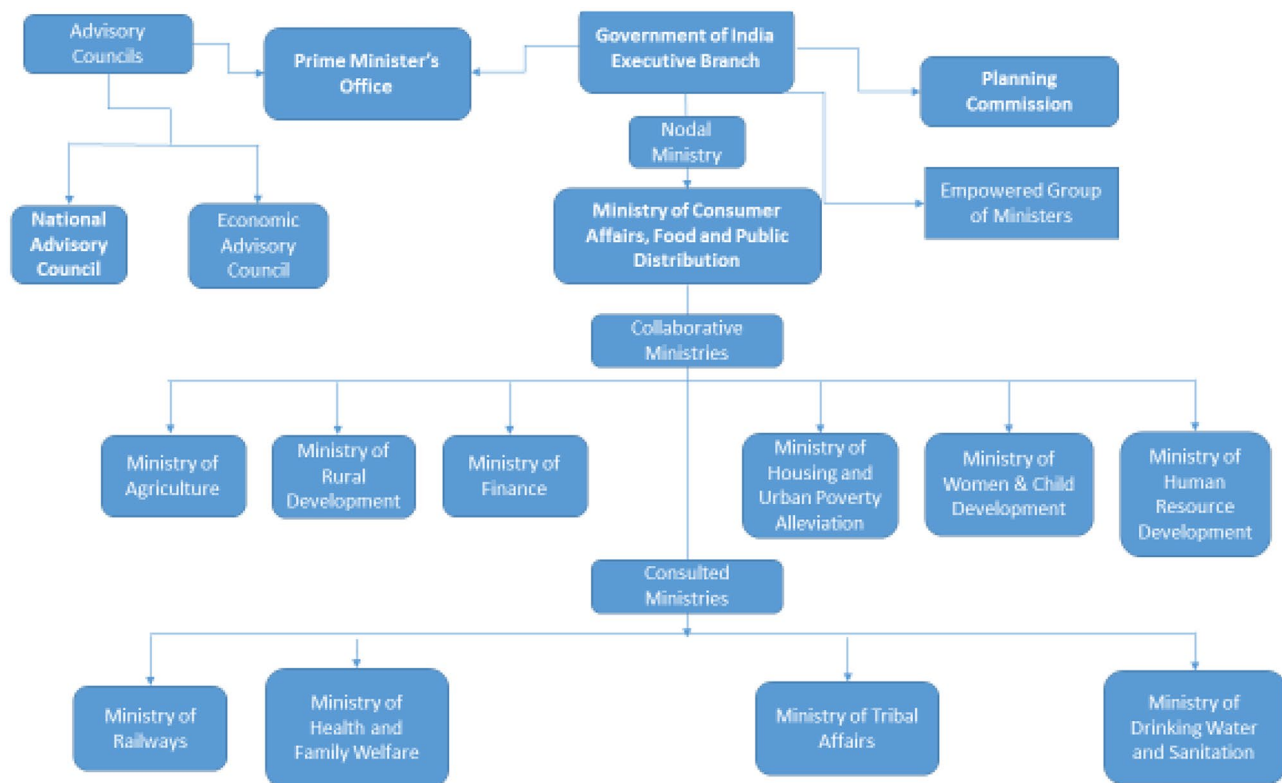 Advisory
Councils
Prime Minister's
Office
Government of India
Executive Branch
Planning
Commission
Nodal
Ministry
National
Advisory
Council
Economic
Advisory
Council
Ministry of Consumer
Affairs, Food and Public
Distribution
Empowered Group
of Ministers
Collaborative
Ministries
Ministry of
Agriculture
Ministry of
Rural
Development
Ministry of
Finance
Ministry of
Housing and
Urban Poverty
Alleviation
Ministry of
Women & Child
Development
Ministry of
Human
Resource
Development
Consulted
Ministries
Ministry of
Railways
Ministry of
Health and
Family Welfare
Ministry of Tribal
Affairs
Ministry of
Drinking Water
and Sanitation